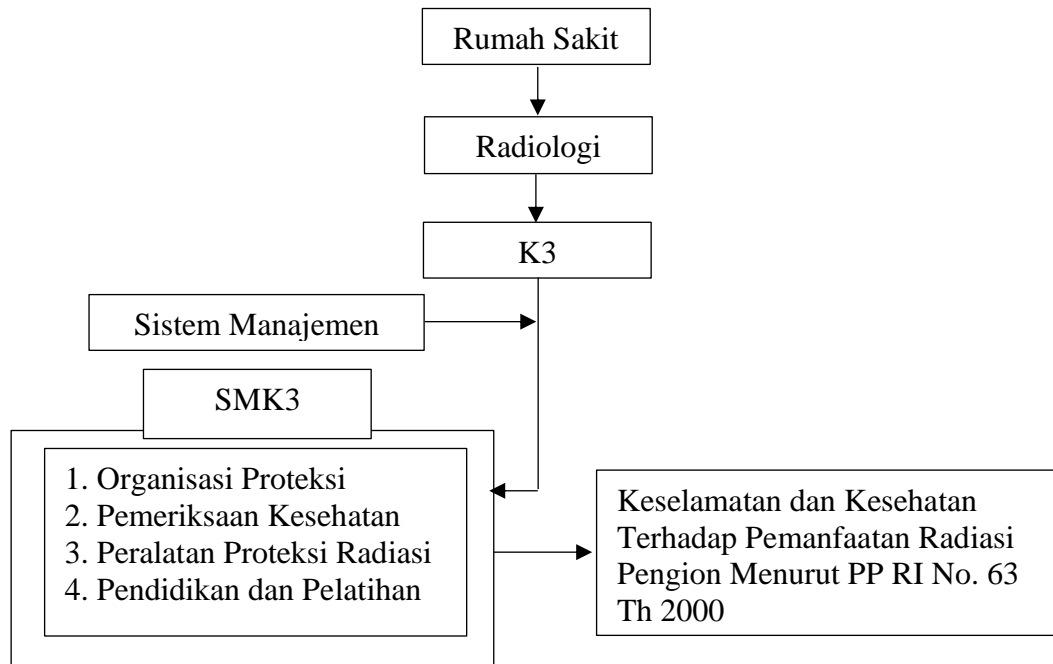 Rumah Sakit
Radiologi
K3
Sistem Manajemen
SMK3
1. Organisasi Proteksi
2. Pemeriksaan Kesehatan
3. Peralatan Proteksi Radiasi
4. Pendidikan dan Pelatihan
Keselamatan dan Kesehatan
Terhadap Pemanfaatan Radiasi
Pengion Menurut PP RI No. 63
Th 2000